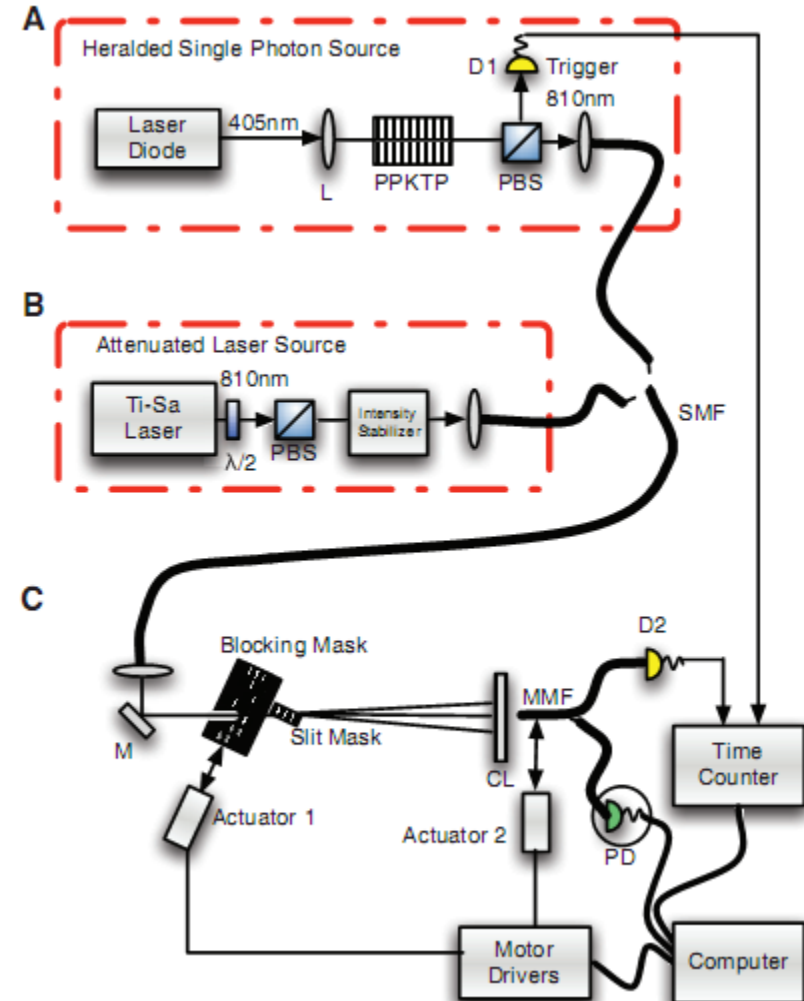 A
Heralded Single Photon Source
D1
Trigger
810nm
Laser
Diode
405nm
L
PPKTP
PBS
B
Attenuated Laser Source
810nm
Ti-Sa
Laser
λ/2
PBS
Intensity
Stabilizer
SMF
C
Blocking Mask
D2
MMF
M
Slit Mask
CL
Time
Counter
Actuator 1
Actuator 2
PD
Motor
Drivers
Computer